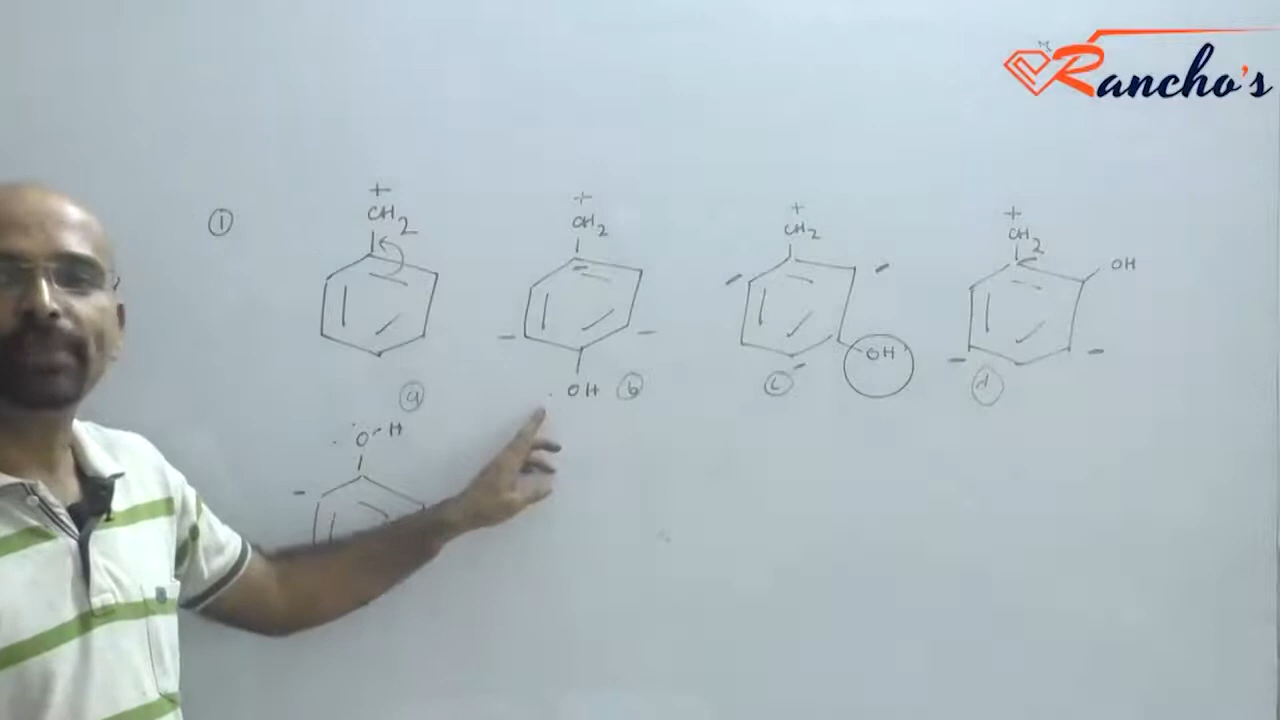 Rancho's
①
+
CH2
+
CH2
+
CH2
+
CH2
OH
OH
OH
a
b
c
d
O-H